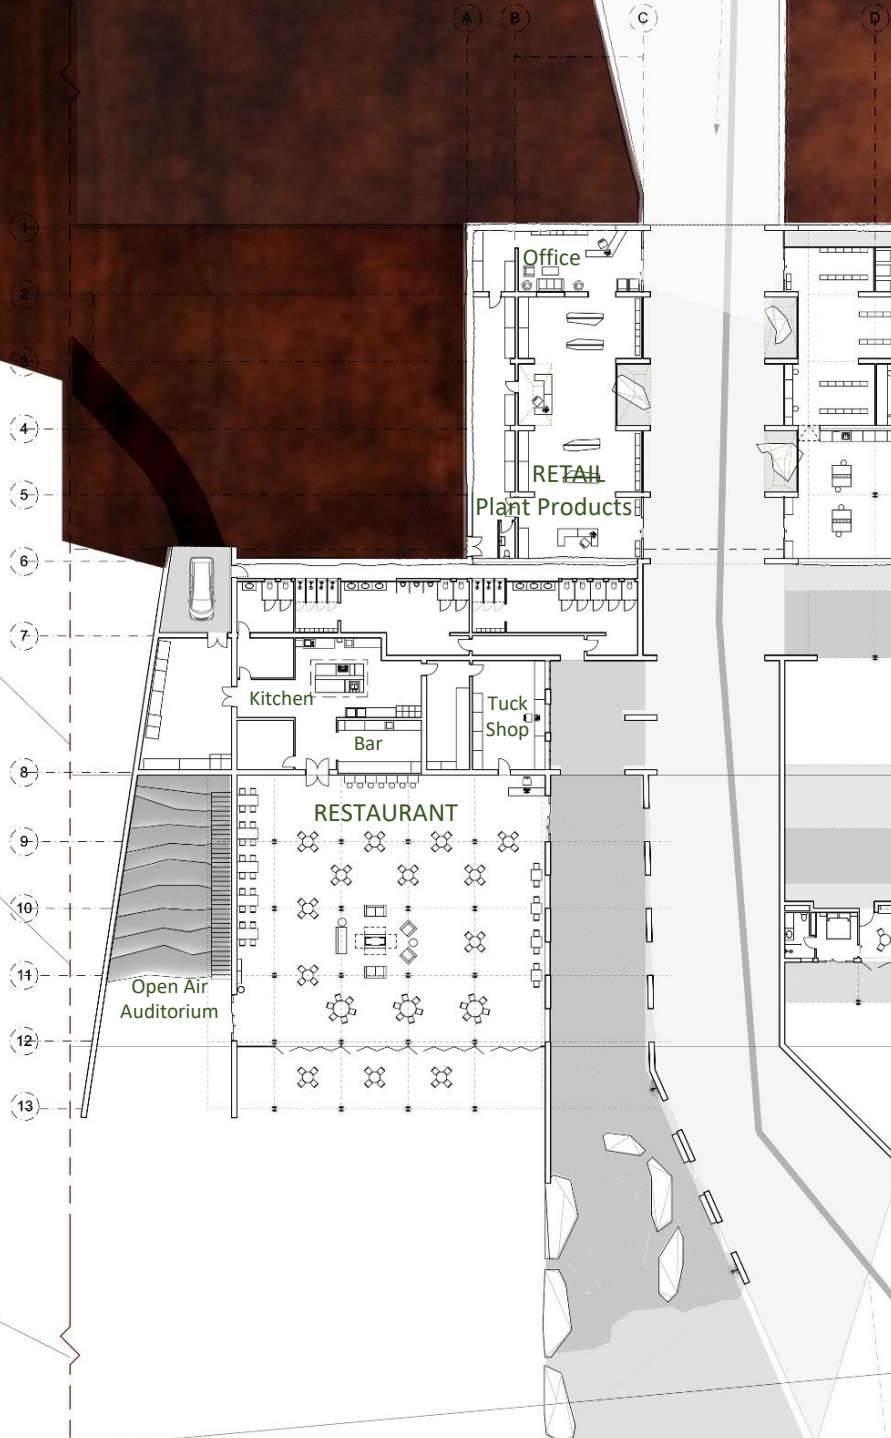 A B C D
1
Office
2
3
4
RETAIL
5
Plant Products
6
7
Kitchen
Tuck
Shop
Bar
8
RESTAURANT
9
10
11
Open Air
Auditorium
12
13